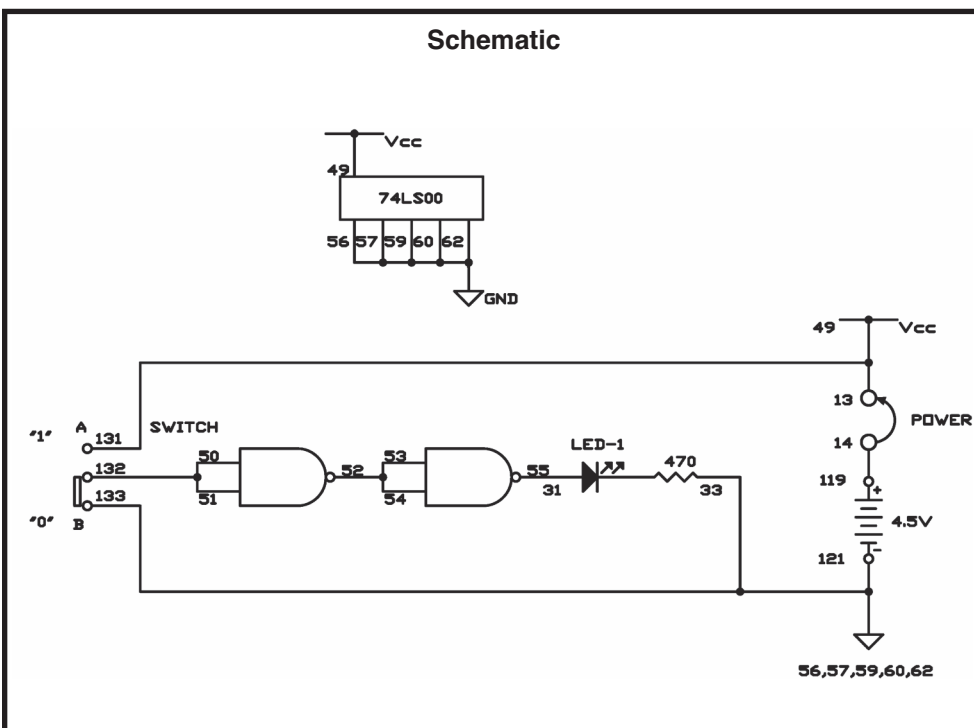 Schematic
Vcc
49
74LS00
56 57 59 60 62
GND
49 Vcc
13
POWER
14
"1" A 131 SWITCH
132
133
"0" B
50
51
52
53
54
55
LED-1
31
470
33
119
+
4.5V
-
121
56,57,59,60,62